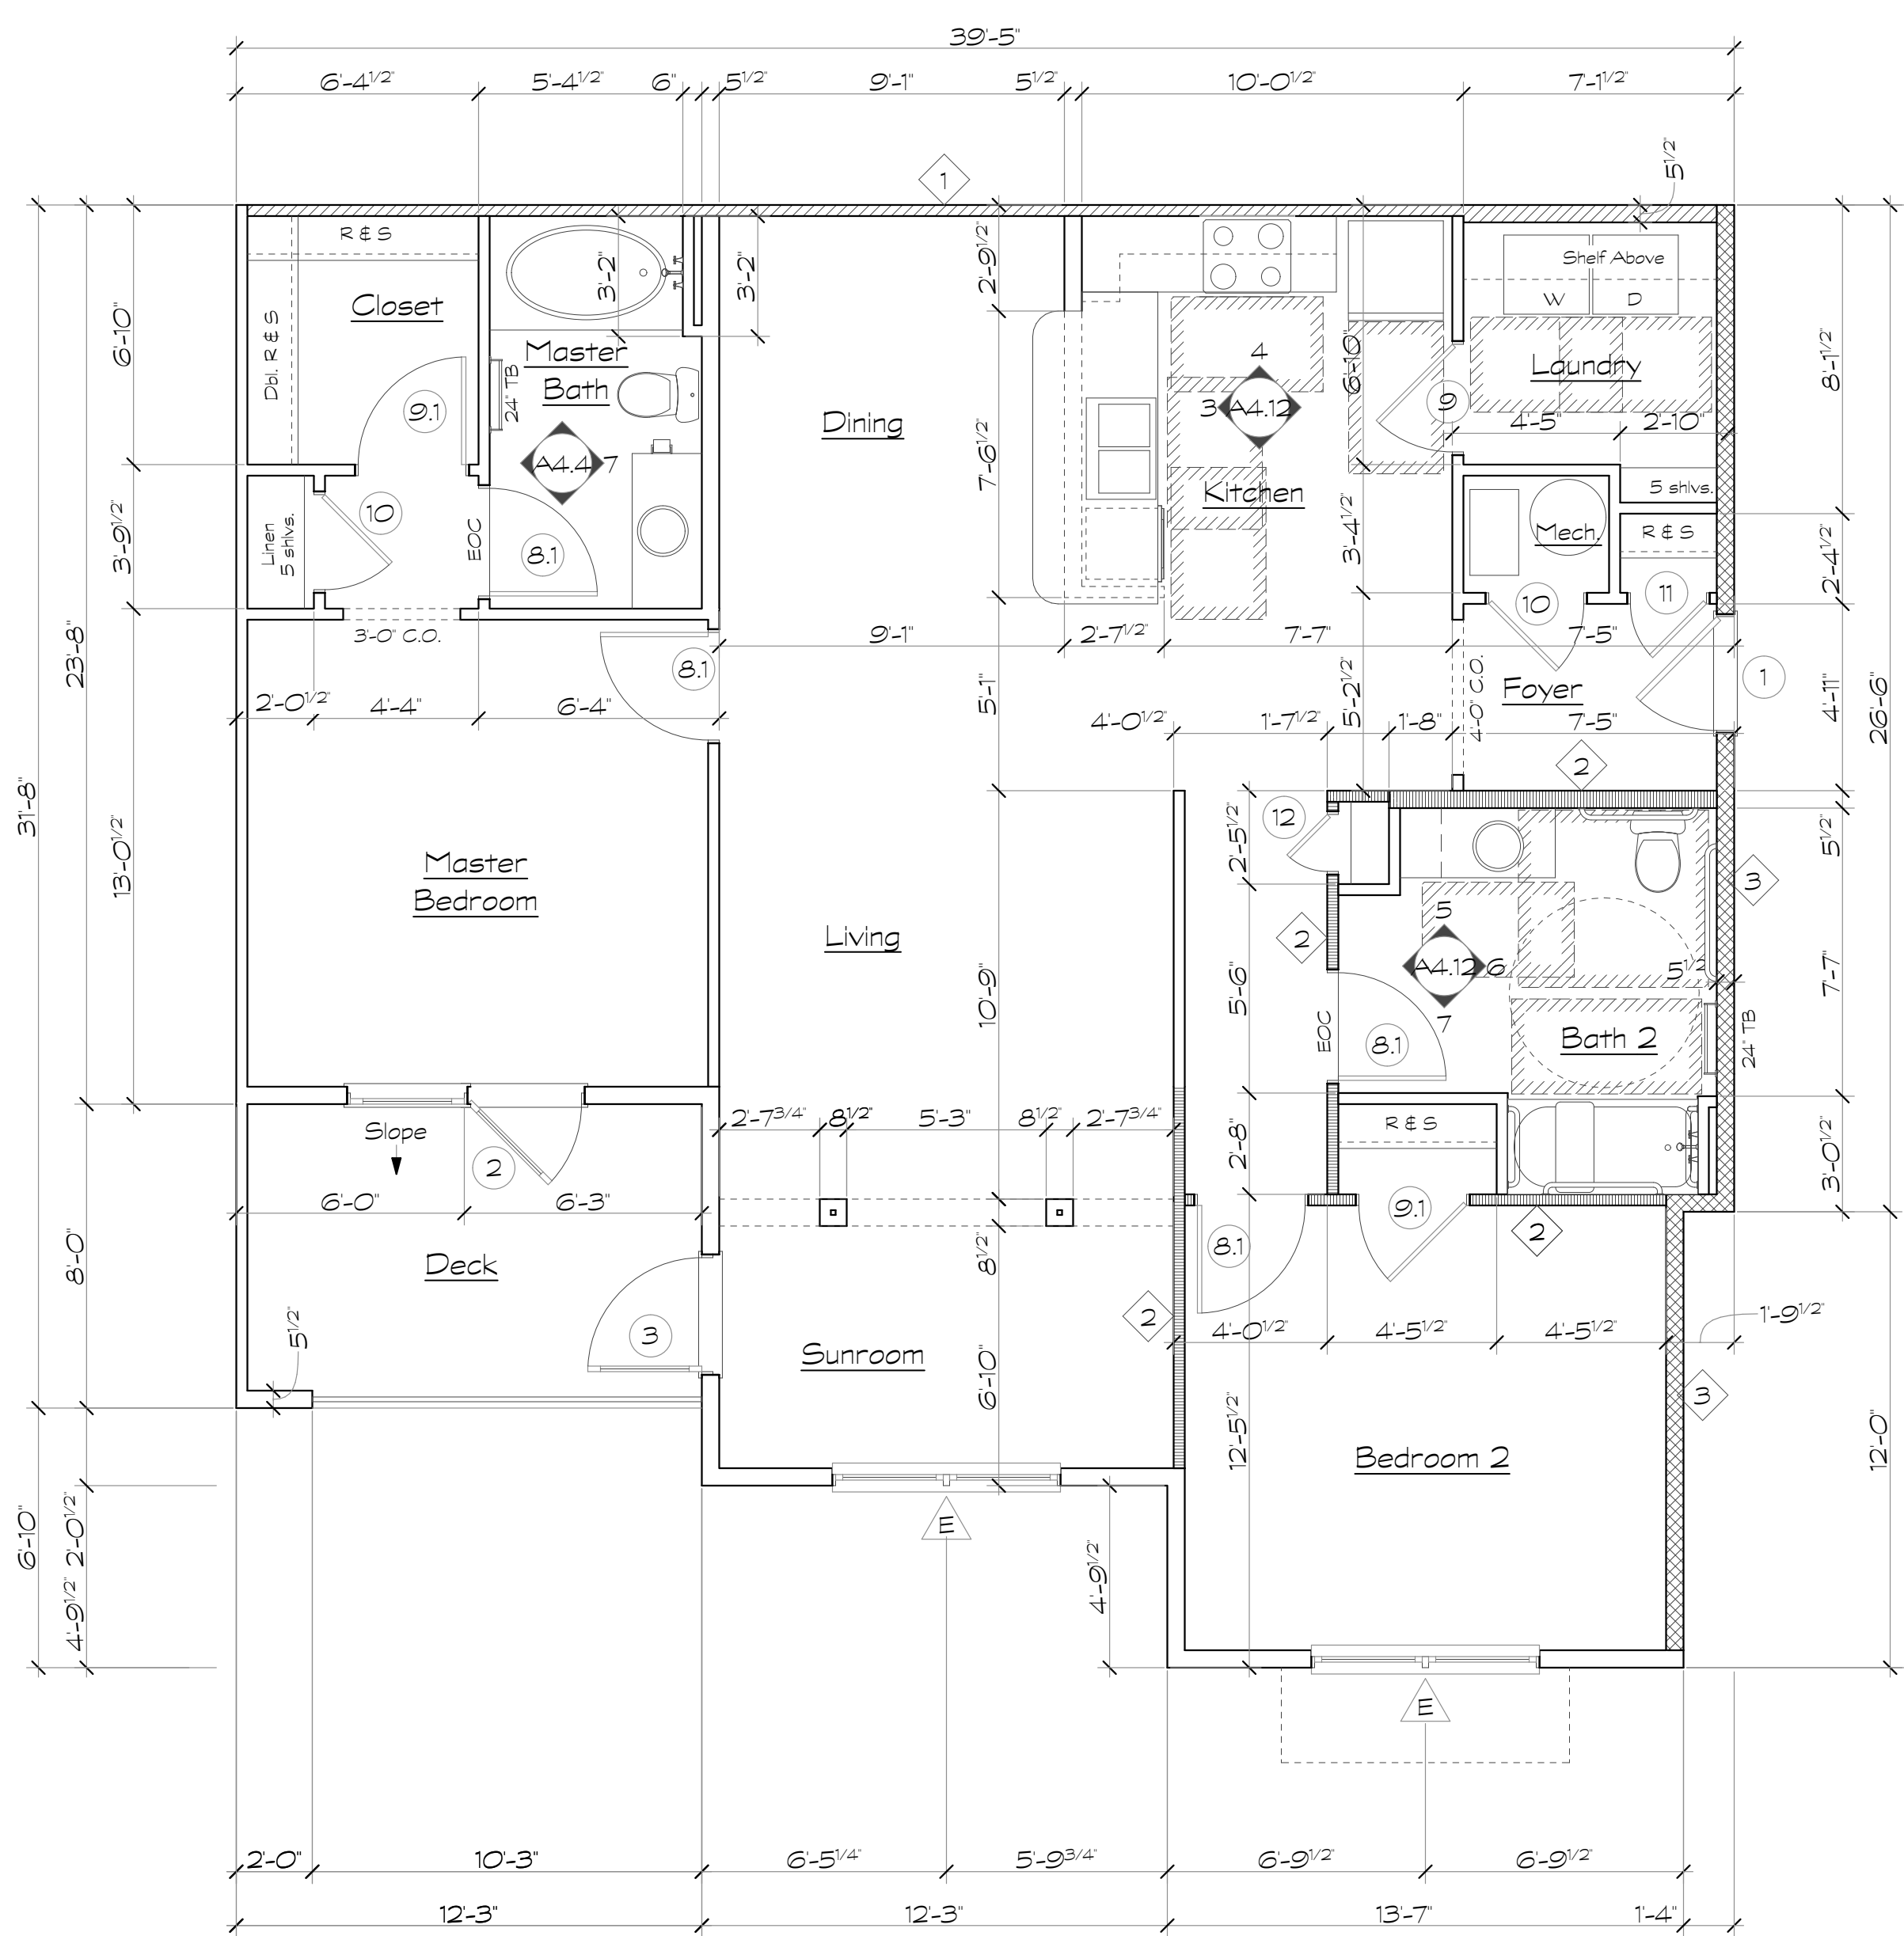 39'-5"
6'-4 1/2"
5'-4 1/2"
6"
5 1/2"
9'-1"
5 1/2"
10'-0 1/2"
7'-1 1/2"
5 1/2"
1
R & S
Closet
Dbl. R & S
3'-2"
3'-2"
2'-9 1/2"
Shelf Above
W
D
6'-10"
Master
Bath
24" TB
4
3
A4.12
6'-10"
Laundry
8'-1 1/2"
9.1
9
Dining
4'-5"
2'-10"
A4.4
7
7'-6 1/2"
Kitchen
5 shlvs.
10
Linen
5 shlvs.
EOC
8.1
3'-9 1/2"
3'-4 1/2"
Mech.
R & S
2'-4 1/2"
10
11
23'-8"
3'-0" C.O.
9'-1"
2'-7 1/2"
7'-7"
7'-5"
8.1
1
2'-0 1/2"
4'-4"
6'-4"
5'-1"
5'-2 1/2"
4'-0" C.O.
Foyer
4'-11"
26'-6"
4'-0 1/2"
1'-7 1/2"
1'-8"
7'-5"
2
31'-8"
13'-0 1/2"
12
2'-5 1/2"
5 1/2"
Master
Bedroom
3
Living
2
5
A4.12
6
7
5 1/2"
10'-9"
5'-6"
7'-7"
EOC
8.1
Bath 2
24" TB
2'-7 3/4"
8 1/2"
5'-3"
8 1/2"
2'-7 3/4"
Slope
2
R & S
2'-8"
3'-0 1/2"
6'-0"
6'-3"
9.1
8.1
2
8'-0"
Deck
8 1/2"
5 1/2"
3
2
4'-0 1/2"
4'-5 1/2"
4'-5 1/2"
1'-9 1/2"
Sunroom
6'-10"
3
12'-5 1/2"
Bedroom 2
12'-0"
E
6'-10"
2'-0 1/2"
4'-9 1/2"
4'-9 1/2"
E
2'-0"
10'-3"
6'-5 1/4"
5'-9 3/4"
6'-9 1/2"
6'-9 1/2"
12'-3"
12'-3"
13'-7"
1'-4"